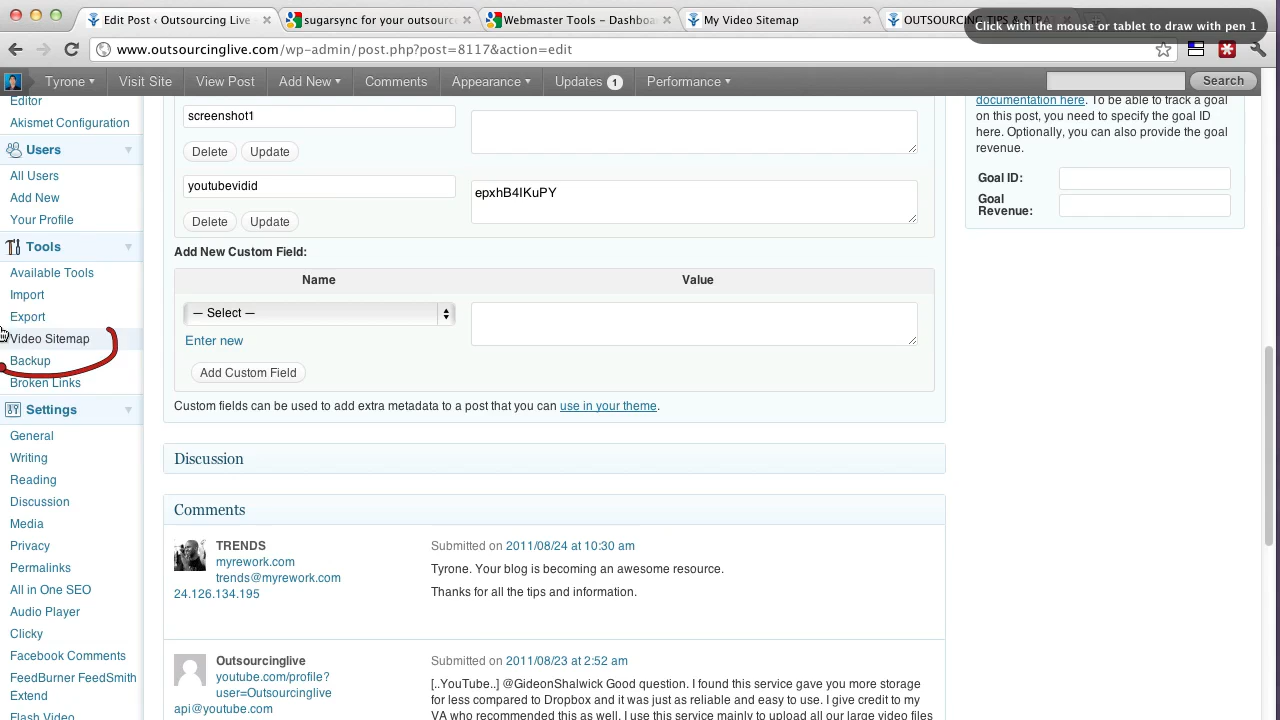 Edit Post ‹ Outsourcing Live
sugarsync for your outsource
Webmaster Tools – Dashboa
My Video Sitemap
OUTSOURCING TIPS & STRAT
Click with the mouse or tablet to draw with pen 1
www.outsourcinglive.com/wp-admin/post.php?post=8117&action=edit
Tyrone
Visit Site
View Post
Add New
Comments
Appearance
Updates 1
Performance
Search
Editor
Akismet Configuration
Users
All Users
Add New
Your Profile
Tools
Available Tools
Import
Export
Video Sitemap
Backup
Broken Links
Settings
General
Writing
Reading
Discussion
Media
Privacy
Permalinks
All in One SEO
Audio Player
Clicky
Facebook Comments
FeedBurner FeedSmith
Extend
Flash Video
screenshot1
Delete
Update
youtubevidid
epxhB4IKuPY
Delete
Update
Add New Custom Field:
Name
Value
— Select —
Enter new
Add Custom Field
Custom fields can be used to add extra metadata to a post that you can use in your theme.
Discussion
Comments
TRENDS
myrework.com
trends@myrework.com
24.126.134.195
Submitted on 2011/08/24 at 10:30 am
Tyrone. Your blog is becoming an awesome resource.
Thanks for all the tips and information.
Outsourcinglive
youtube.com/profile?
user=Outsourcinglive
api@youtube.com
Submitted on 2011/08/23 at 2:52 am
[..YouTube..] @GideonShalwick Good question. I found this service gave you more storage
for less compared to Dropbox and it was just as reliable and easy to use. I give credit to my
VA who recommended this as well. I use this service mainly to upload all our large video files
documentation here. To be able to track a goal
on this post, you need to specify the goal ID
here. Optionally, you can also provide the goal
revenue.
Goal ID:
Goal
Revenue: